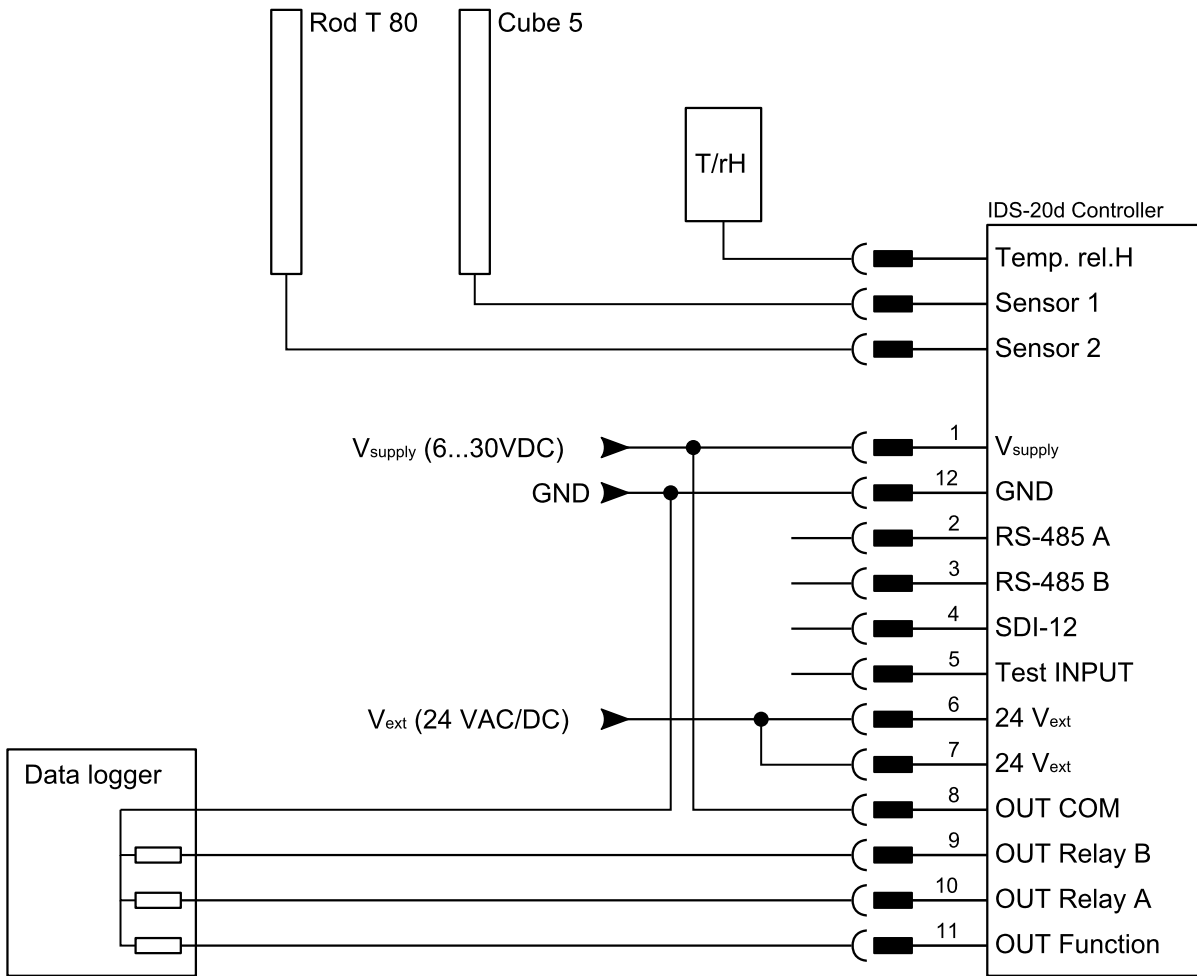 Rod T 80
Cube 5
T/rH
IDS-20d Controller
Temp. rel.H
Sensor 1
Sensor 2
Vsupply (6...30VDC)
1
Vsupply
GND
12
GND
2
RS-485 A
3
RS-485 B
4
SDI-12
5
Test INPUT
Vext (24 VAC/DC)
6
24 Vext
7
24 Vext
Data logger
8
OUT COM
9
OUT Relay B
10
OUT Relay A
11
OUT Function